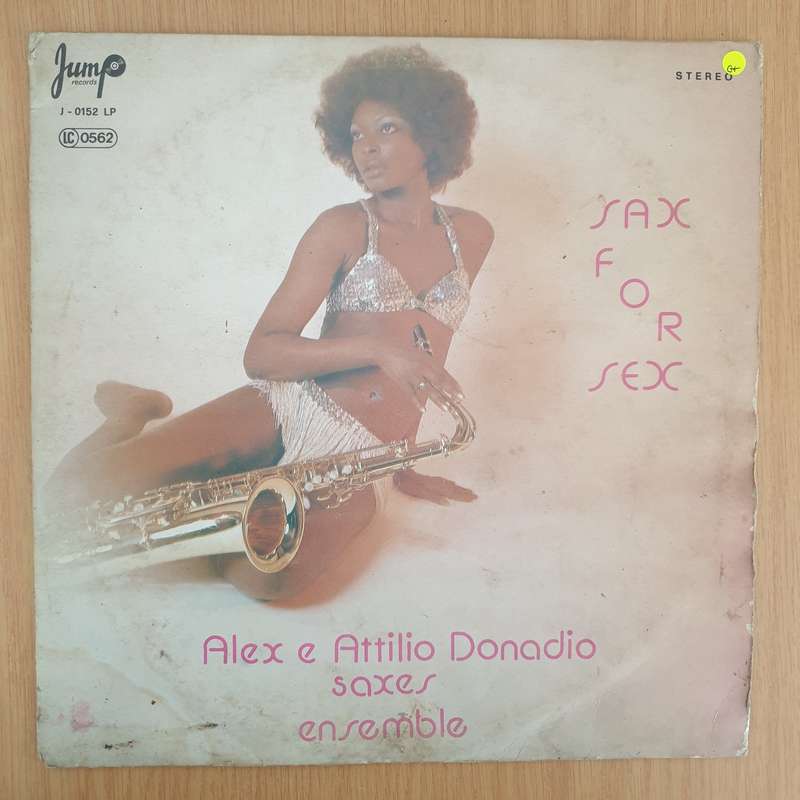 Jump
records
J - 0152 LP
LC 0562
STEREO
G+
SAX
FOR
SEX
Alex e Attilio Donadio
saxes
ensemble